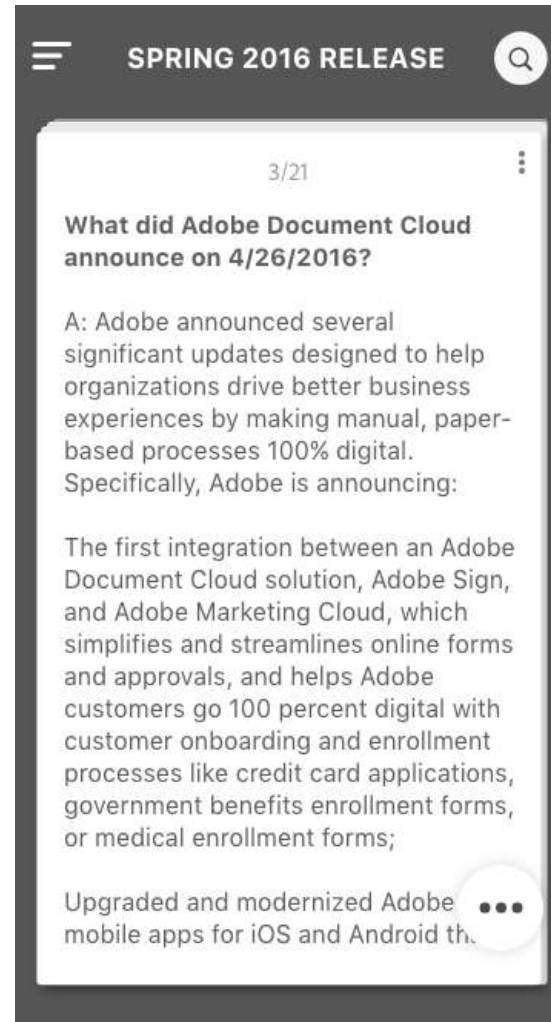 SPRING 2016 RELEASE
3/21
What did Adobe Document Cloud
announce on 4/26/2016?
A: Adobe announced several
significant updates designed to help
organizations drive better business
experiences by making manual, paper-
based processes 100% digital.
Specifically, Adobe is announcing:
The first integration between an Adobe
Document Cloud solution, Adobe Sign,
and Adobe Marketing Cloud, which
simplifies and streamlines online forms
and approvals, and helps Adobe
customers go 100 percent digital with
customer onboarding and enrollment
processes like credit card applications,
government benefits enrollment forms,
or medical enrollment forms;
Upgraded and modernized Adobe
mobile apps for iOS and Android